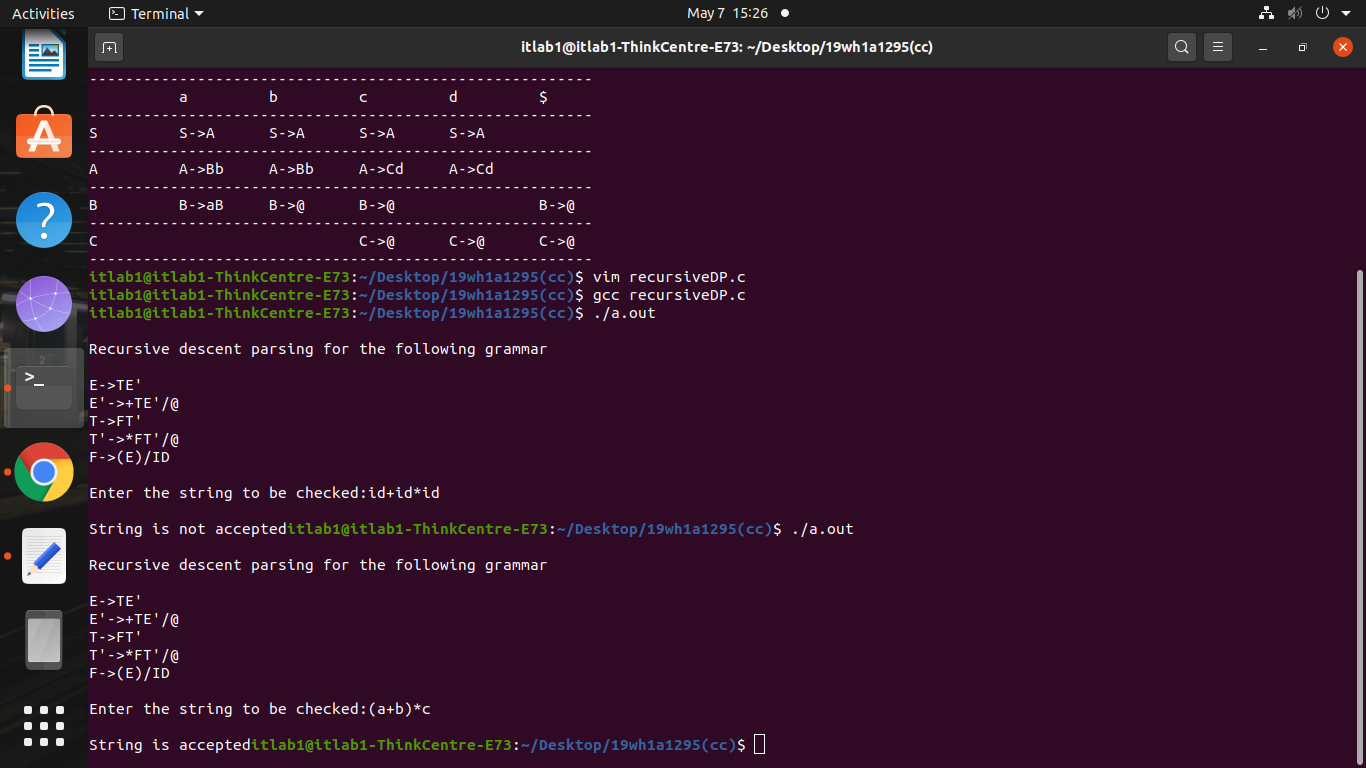 Activities Terminal May 7 15:26
itlab1@itlab1-ThinkCentre-E73: ~/Desktop/19wh1a1295(cc)
--------------------------------------------------------
a b c d $
--------------------------------------------------------
S S->A S->A S->A S->A
--------------------------------------------------------
A A->Bb A->Bb A->Cd A->Cd
--------------------------------------------------------
B B->aB B->@ B->@ B->@
--------------------------------------------------------
C C->@ C->@ C->@
--------------------------------------------------------
itlab1@itlab1-ThinkCentre-E73:~/Desktop/19wh1a1295(cc)$ vim recursiveDP.c
itlab1@itlab1-ThinkCentre-E73:~/Desktop/19wh1a1295(cc)$ gcc recursiveDP.c
itlab1@itlab1-ThinkCentre-E73:~/Desktop/19wh1a1295(cc)$ ./a.out
Recursive descent parsing for the following grammar
E->TE'
E'->+TE'/@
T->FT'
T'->*FT'/@
F->(E)/ID
Enter the string to be checked:id+id*id
String is not accepteditlab1@itlab1-ThinkCentre-E73:~/Desktop/19wh1a1295(cc)$ ./a.out
Recursive descent parsing for the following grammar
E->TE'
E'->+TE'/@
T->FT'
T'->*FT'/@
F->(E)/ID
Enter the string to be checked:(a+b)*c
String is accepteditlab1@itlab1-ThinkCentre-E73:~/Desktop/19wh1a1295(cc)$